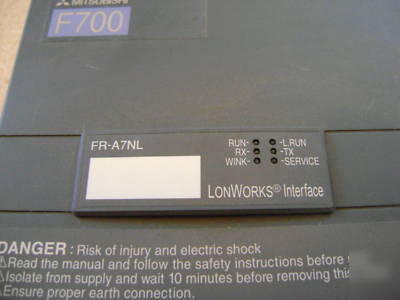 MITSUBISHI
F700
FR-A7NL
RUN- -L.RUN
RX- -TX
WINK- -SERVICE
LONWORKS® Interface
DANGER : Risk of injury and electric shock
Read the manual and follow the safety instructions before
Isolate from supply and wait 10 minutes before removing this
Ensure proper earth connection.